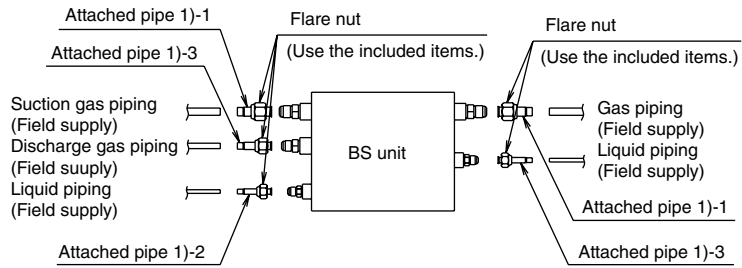 Attached pipe 1)-1
Flare nut
(Use the included items.)
Attached pipe 1)-3
Suction gas piping
(Field supply)
Discharge gas piping
(Field suuply)
Liquid piping
(Field supply)
Attached pipe 1)-2
BS unit
Flare nut
(Use the included items.)
Gas piping
(Field supply)
Liquid piping
(Field supply)
Attached pipe 1)-1
Attached pipe 1)-3